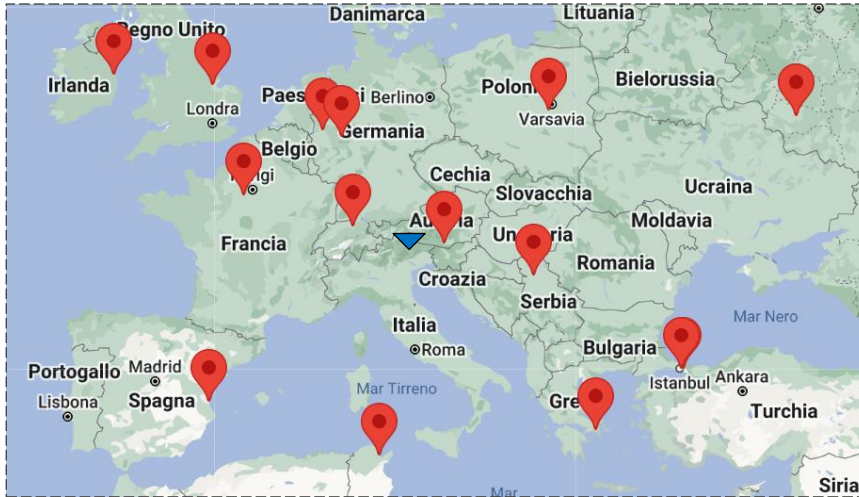 Danimarca
Lituania
Regno Unito
Irlanda
Bielorussia
Berlino
Londra
Varsavia
Germania
Belgio
Cechia
Slovacchia
Ucraina
Moldavia
Francia
Romania
Croazia
Serbia
Mar Nero
Italia
Roma
Bulgaria
Portogallo
Madrid
Mar Tirreno
Istanbul
Ankara
Lisbona
Spagna
Turchia
Mar
Siria